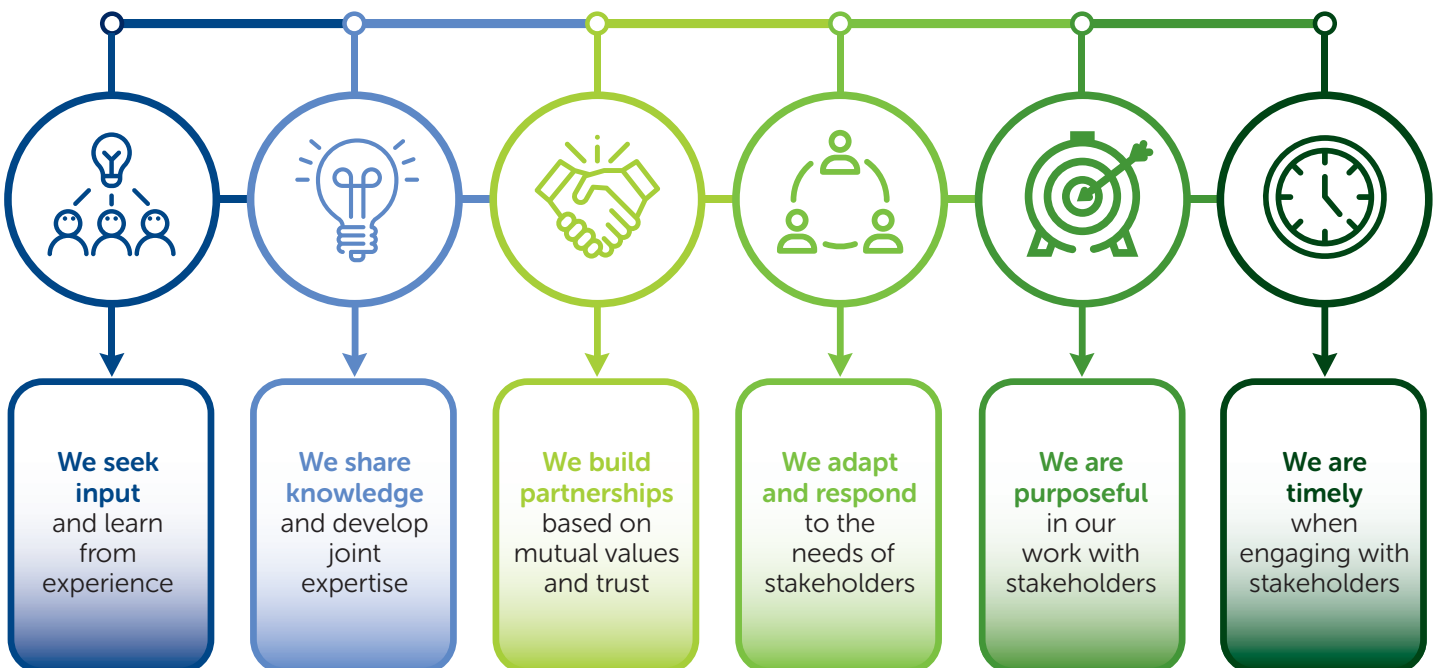 We seek
input
and learn
from
experience
We share
knowledge
and develop
joint
expertise
We build
partnerships
based on
mutual values
and trust
We adapt
and respond
to the
needs of
stakeholders
We are
purposeful
in our
work with
stakeholders
We are
timely
when
engaging with
stakeholders